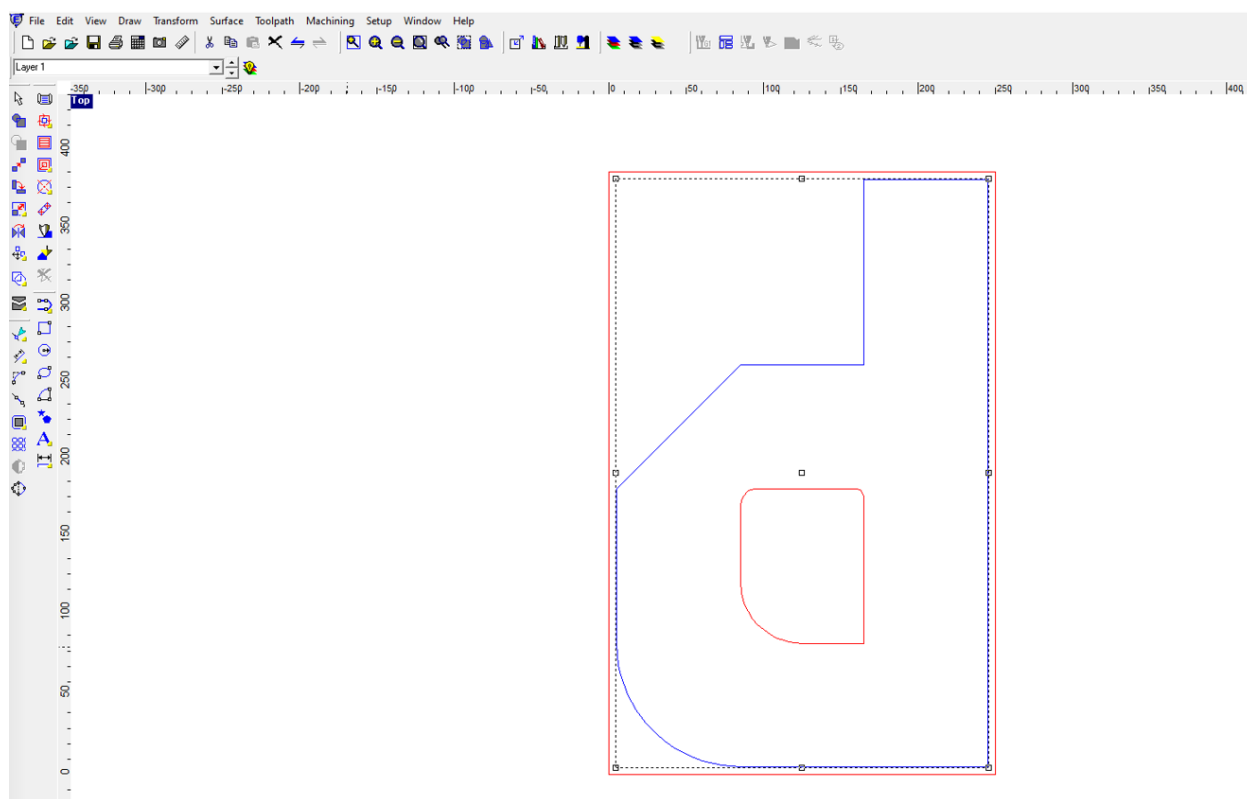 File Edit View Draw Transform Surface Toolpath Machining Setup Window Help
Layer 1
-350 -300 -250 -200 -150 -100 -50 0 50 100 150 200 250 300 350 400
Top
400
350
300
250
200
150
100
50
0